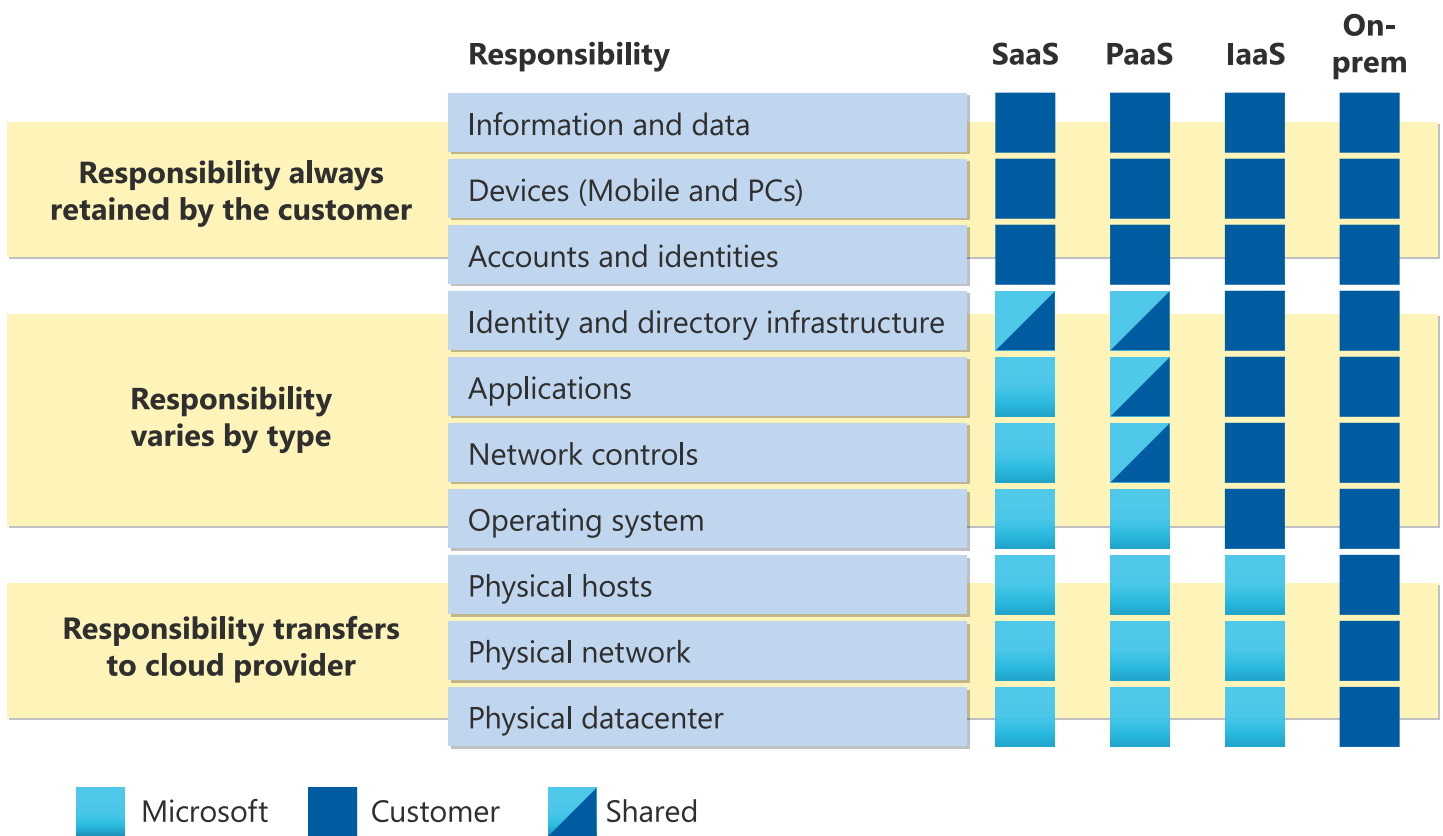 Responsibility SaaS PaaS IaaS On-
prem
Information and data
Devices (Mobile and PCs)
Accounts and identities
Responsibility always
retained by the customer
Identity and directory infrastructure
Applications
Network controls
Operating system
Responsibility
varies by type
Physical hosts
Physical network
Physical datacenter
Responsibility transfers
to cloud provider
Microsoft Customer Shared